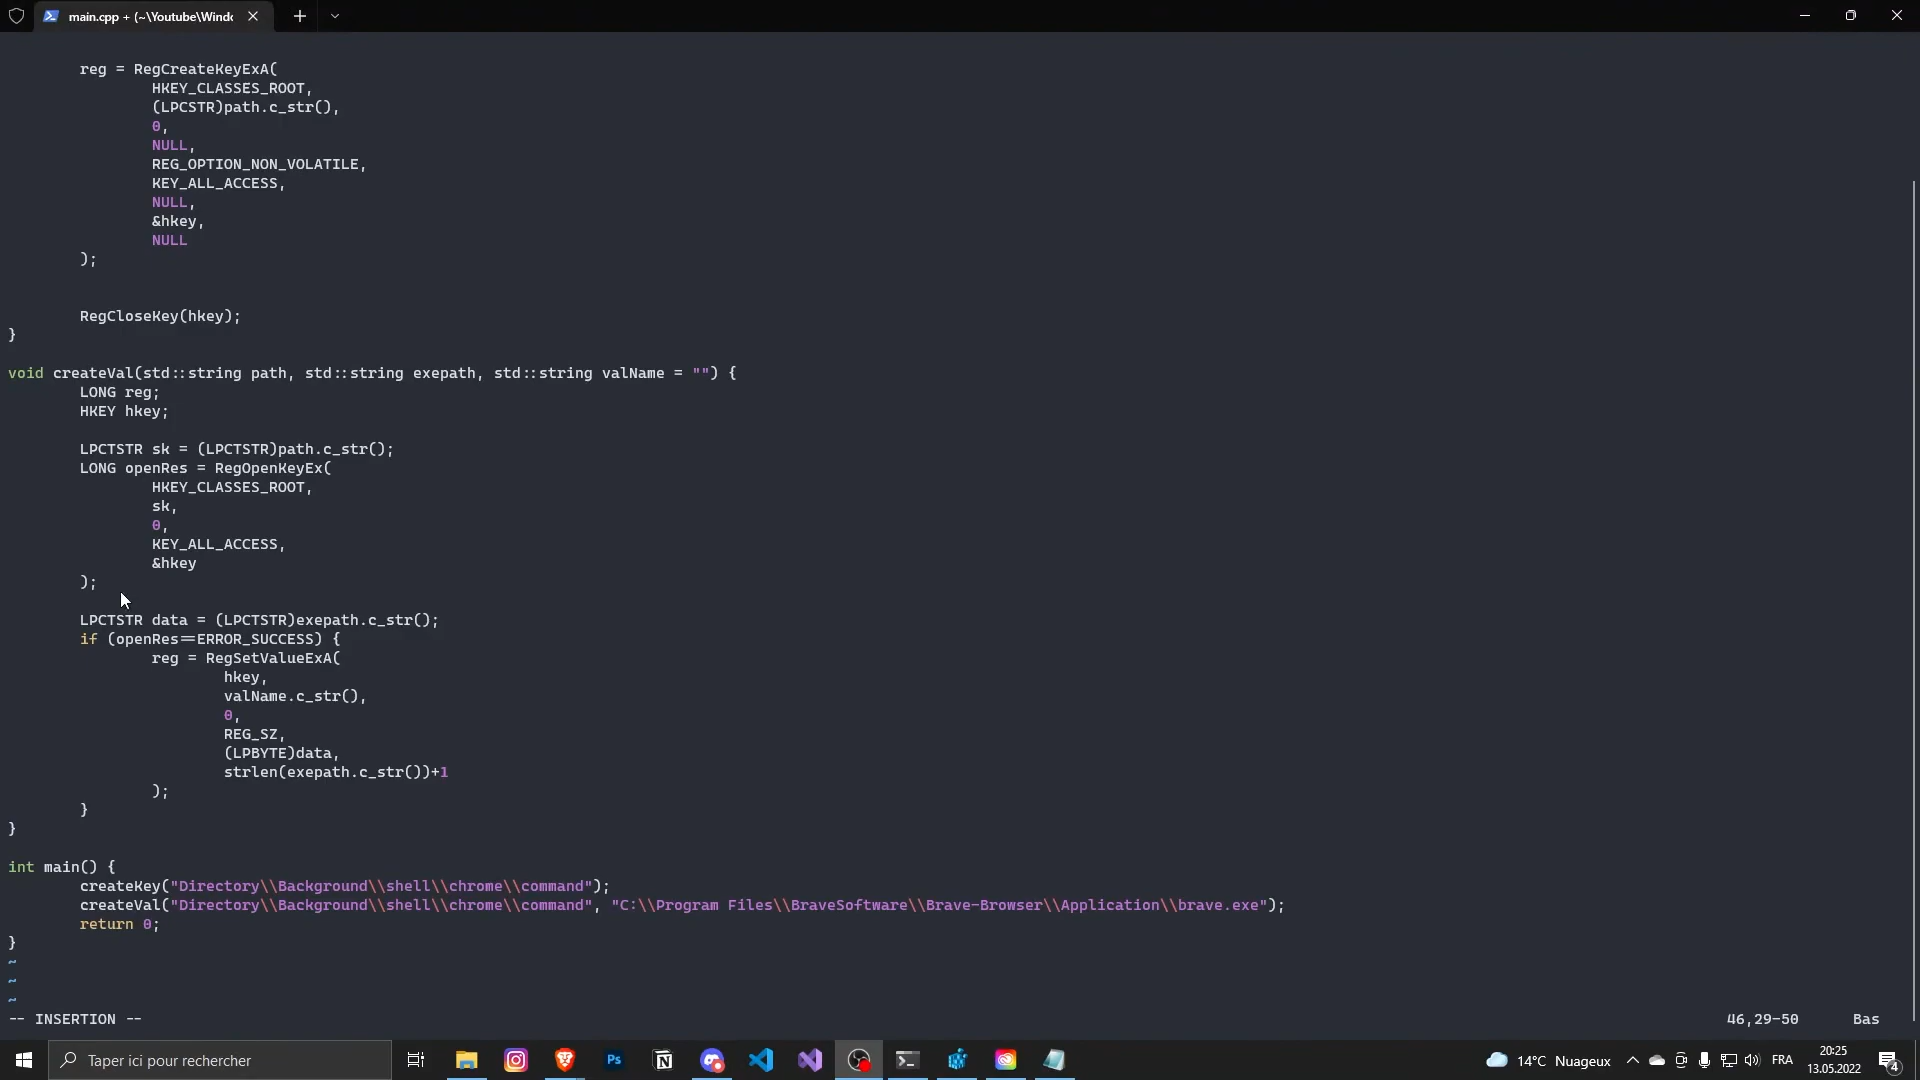 main.cpp + (~\Youtube\Wind
reg = RegCreateKeyExA(
HKEY_CLASSES_ROOT,
(LPCSTR)path.c_str(),
0,
NULL,
REG_OPTION_NON_VOLATILE,
KEY_ALL_ACCESS,
NULL,
&hkey,
NULL
);
RegCloseKey(hkey);
}
void createVal(std::string path, std::string exepath, std::string valName = "") {
LONG reg;
HKEY hkey;
LPCTSTR sk = (LPCTSTR)path.c_str();
LONG openRes = RegOpenKeyEx(
HKEY_CLASSES_ROOT,
sk,
0,
KEY_ALL_ACCESS,
&hkey
);
LPCTSTR data = (LPCTSTR)exepath.c_str();
if (openRes==ERROR_SUCCESS) {
reg = RegSetValueExA(
hkey,
valName.c_str(),
0,
REG_SZ,
(LPBYTE)data,
strlen(exepath.c_str())+1
);
}
}
int main() {
createKey("Directory\\Background\\shell\\chrome\\command");
createVal("Directory\\Background\\shell\\chrome\\command", "C:\\Program Files\\BraveSoftware\\Brave-Browser\\Application\\brave.exe");
return 0;
}
~
~
~
-- INSERTION -- 46,29-50 Bas
Taper ici pour rechercher Ps N 14°C Nuageux FRA 20:25 4
13.05.2022